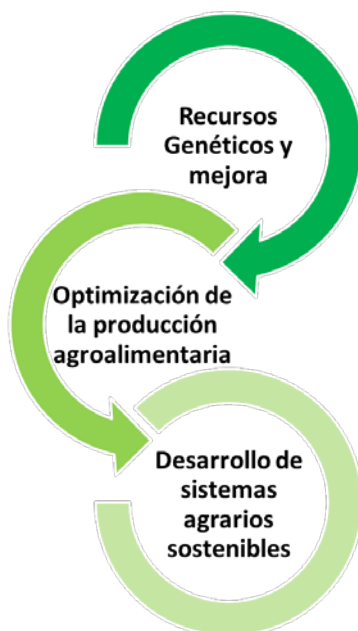 Recursos
Genéticos y
mejora
Optimización de
la producción
agroalimentaria
Desarrollo de
sistemas
agrarios
sostenibles